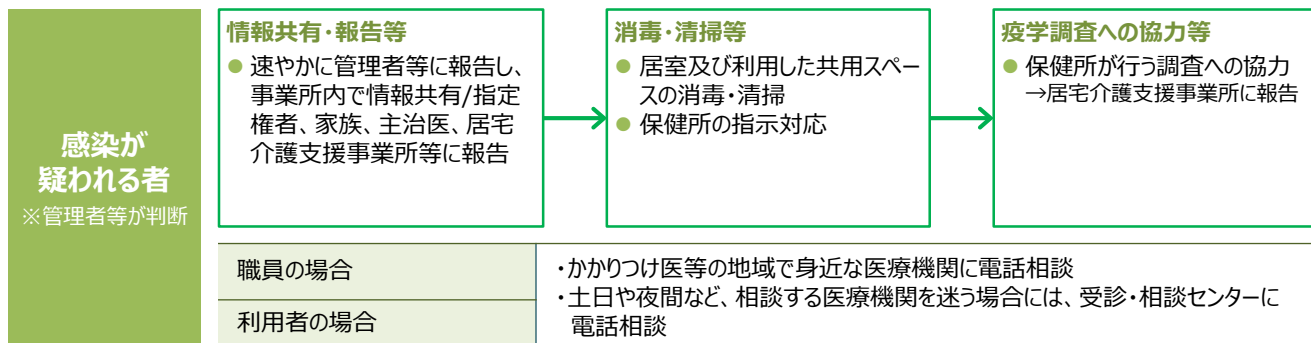 感染が
疑われる者
※管理者等が判断
情報共有・報告等
● 速やかに管理者等に報告し、
事業所内で情報共有/指定
権者、家族、主治医、居宅
介護支援事業所等に報告
消毒・清掃等
● 居室及び利用した共用スペー
スの消毒・清掃
● 保健所の指示対応
疫学調査への協力等
● 保健所が行う調査への協力
→居宅介護支援事業所に報告
職員の場合
利用者の場合
・かかりつけ医等の地域で身近な医療機関に電話相談
・土日や夜間など、相談する医療機関を迷う場合には、受診・相談センターに
電話相談